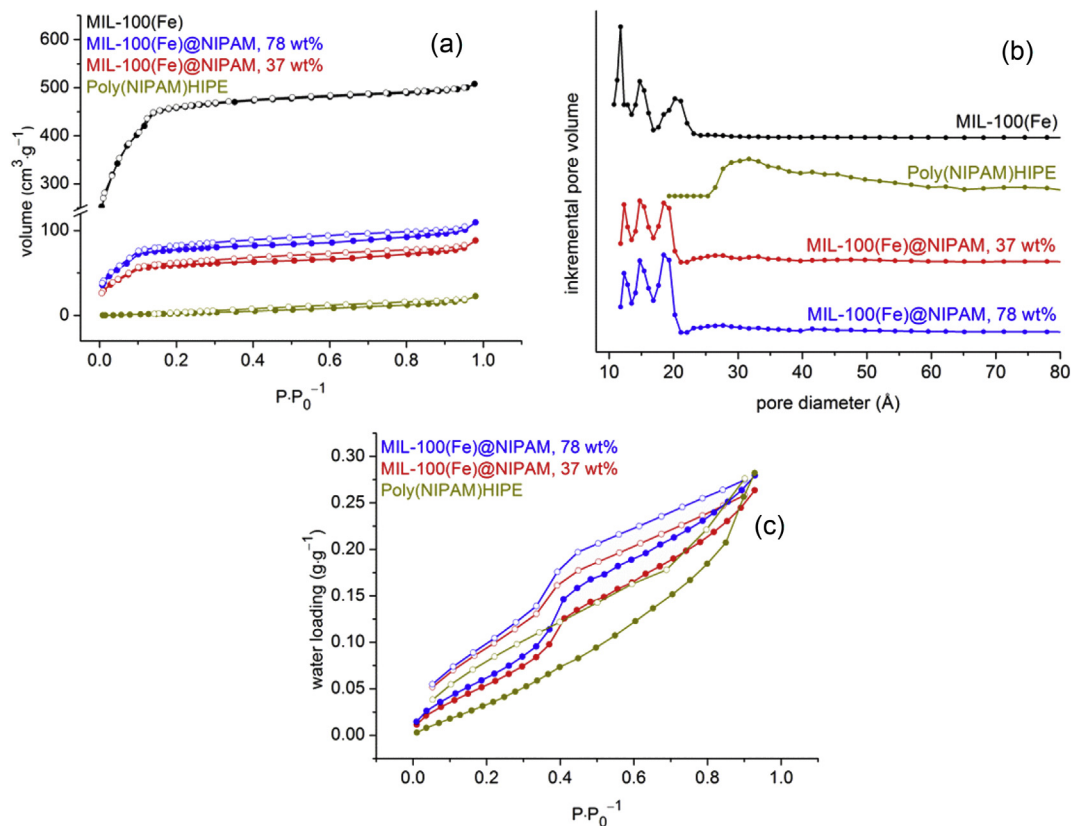 MIL-100(Fe)
MIL-100(Fe)@NIPAM, 78 wt%
MIL-100(Fe)@NIPAM, 37 wt%
Poly(NIPAM)HIPE
(a)
600
500
400
300
100
0
volume (cm³·g⁻¹)
0.0 0.2 0.4 0.6 0.8 1.0
P·P₀⁻¹
(b)
MIL-100(Fe)
Poly(NIPAM)HIPE
MIL-100(Fe)@NIPAM, 37 wt%
MIL-100(Fe)@NIPAM, 78 wt%
inkremental pore volume
10 20 30 40 50 60 70 80
pore diameter (Å)
MIL-100(Fe)@NIPAM, 78 wt%
MIL-100(Fe)@NIPAM, 37 wt%
Poly(NIPAM)HIPE
(c)
0.30
0.25
0.20
0.15
0.10
0.05
0.00
water loading (g·g⁻¹)
0.0 0.2 0.4 0.6 0.8 1.0
P·P₀⁻¹